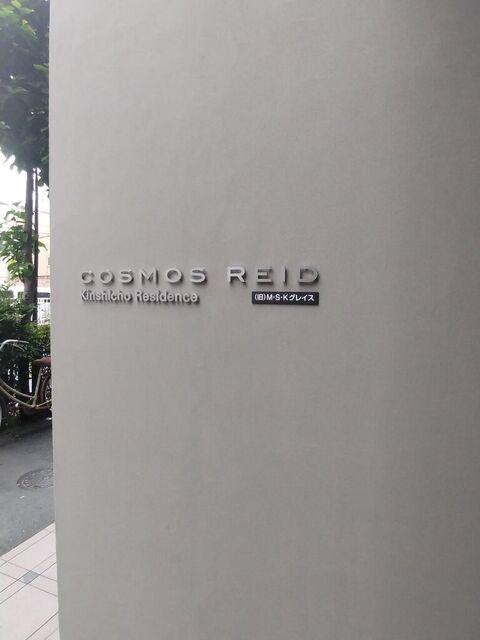 COSMOS REID
Kinshicho Residence
(旧)M・S・Kグレイス